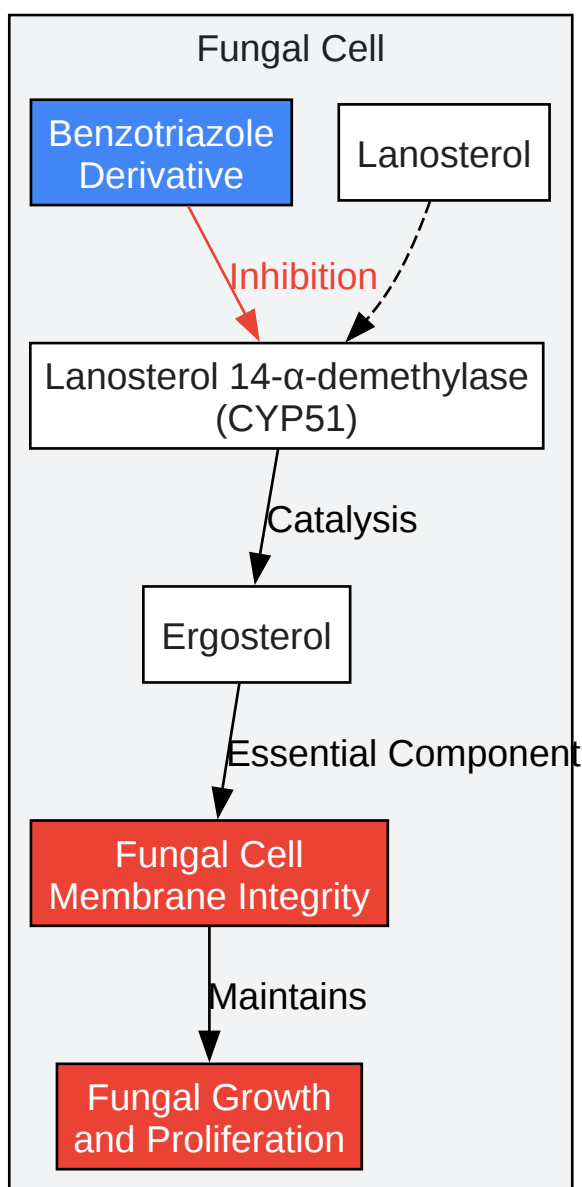 Fungal Cell
Benzotriazole
Derivative
Lanosterol
Inhibition
Lanosterol 14-α-demethylase
(CYP51)
Catalysis
Ergosterol
Essential Component
Fungal Cell
Membrane Integrity
Maintains
Fungal Growth
and Proliferation